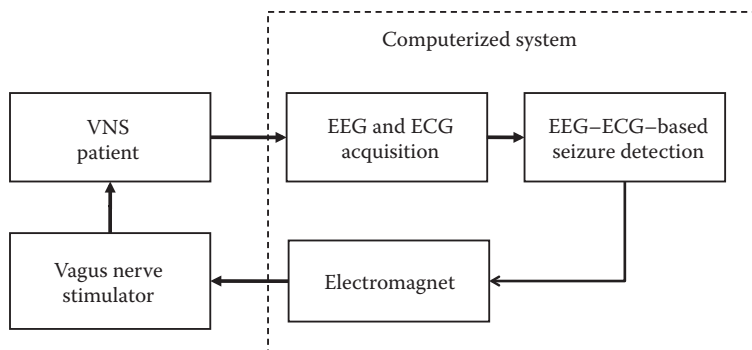 Computerized system
VNS
patient
EEG and ECG
acquisition
EEG–ECG–based
seizure detection
Vagus nerve
stimulator
Electromagnet